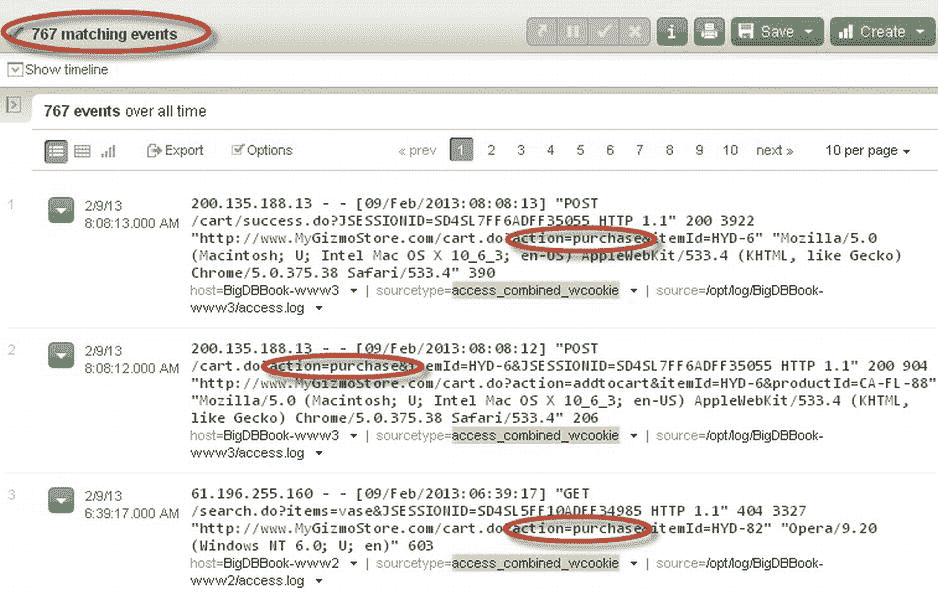 767 matching events
i Save Create
Show timeline
767 events over all time
Export Options « prev 1 2 3 4 5 6 7 8 9 10 next » 10 per page
1 2/9/13 200.135.188.13 - - [09/Feb/2013:08:08:13] "POST
8:08:13.000 AM /cart/success.do?JSESSIONID=SD4SL7FF6ADFF35055 HTTP 1.1" 200 3922
"http://www.MyGizmoStore.com/cart.do?action=purchase&itemId=HYD-6" "Mozilla/5.0
(Macintosh; U; Intel Mac OS X 10_6_3; en-US) AppleWebKit/533.4 (KHTML, like Gecko)
Chrome/5.0.375.38 Safari/533.4" 390
host=BigDBBook-www3 | sourcetype=access_combined_wcookie | source=/opt/log/BigDBBook-
www3/access.log
2 2/9/13 200.135.188.13 - - [09/Feb/2013:08:08:12] "POST
8:08:12.000 AM /cart.do?action=purchase&itemId=HYD-6&JSESSIONID=SD4SL7FF6ADFF35055 HTTP 1.1" 200 904
"http://www.MyGizmoStore.com/cart.do?action=addtocart&itemId=HYD-6&productId=CA-FL-88"
"Mozilla/5.0 (Macintosh; U; Intel Mac OS X 10_6_3; en-US) AppleWebKit/533.4 (KHTML,
like Gecko) Chrome/5.0.375.38 Safari/533.4" 206
host=BigDBBook-www3 | sourcetype=access_combined_wcookie | source=/opt/log/BigDBBook-
www3/access.log
3 2/9/13 61.196.255.160 - - [09/Feb/2013:06:39:17] "GET
6:39:17.000 AM /search.do?items=vase&JSESSIONID=SD4SL5FF10ADFF34985 HTTP 1.1" 404 3327
"http://www.MyGizmoStore.com/cart.do?action=purchase&itemId=HYD-82" "Opera/9.20
(Windows NT 6.0; U; en)" 603
host=BigDBBook-www2 | sourcetype=access_combined_wcookie | source=/opt/log/BigDBBook-
www2/access.log